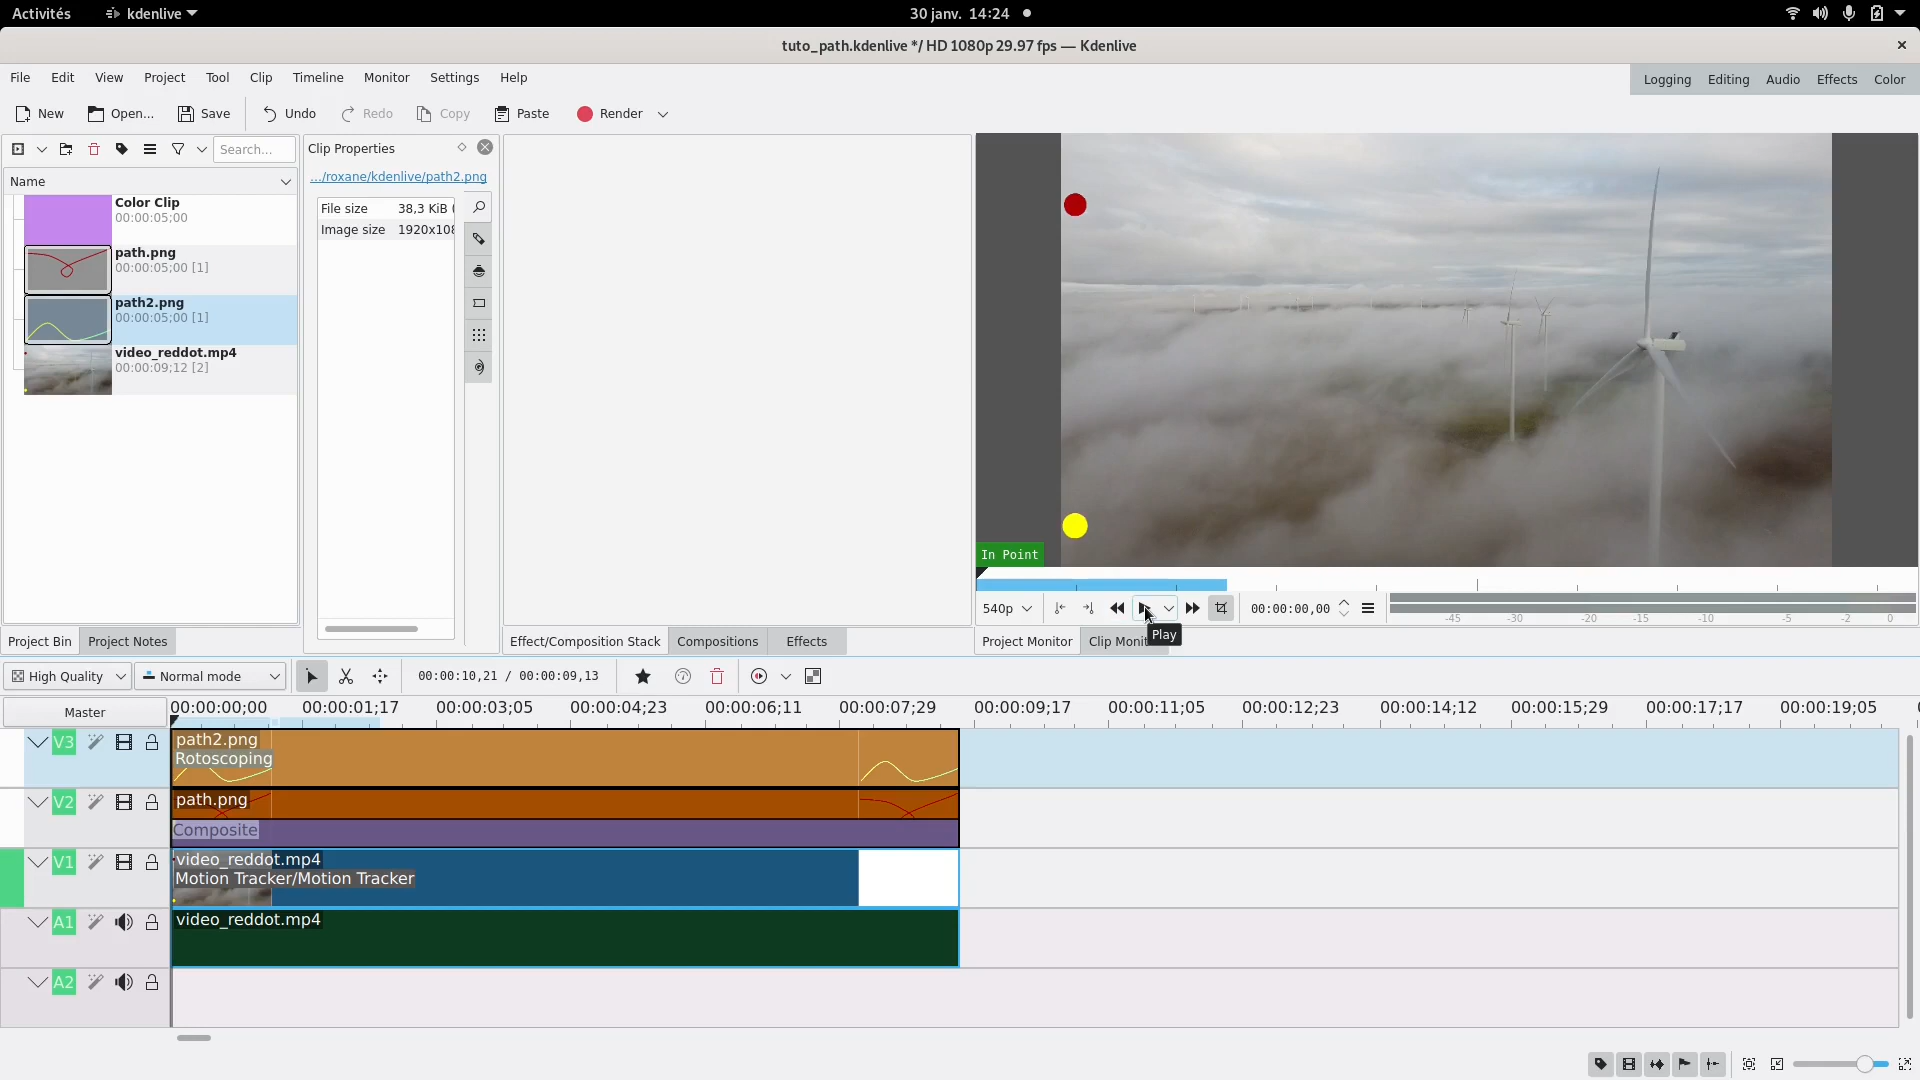 Activités
kdenlive
30 janv. 14:24
tuto_path.kdenlive */ HD 1080p 29.97 fps — Kdenlive
File Edit View Project Tool Clip Timeline Monitor Settings Help
Logging Editing Audio Effects Color
New Open... Save Undo Redo Copy Paste Render
Search...
Clip Properties
Name
.../roxane/kdenlive/path2.png
Color Clip
00:00:05;00
path.png
00:00:05;00 [1]
path2.png
00:00:05;00 [1]
video_reddot.mp4
00:00:09;12 [2]
File size 38,3 KiB (
Image size 1920x108
In Point
540p
00:00:00,00
-45 -30 -20 -15 -10 -5 -2 0
Play
Project Bin Project Notes
Effect/Composition Stack Compositions Effects
Project Monitor Clip Monit
High Quality Normal mode
00:00:10,21 / 00:00:09,13
Master
00:00:00;00 00:00:01;17 00:00:03;05 00:00:04;23 00:00:06;11 00:00:07;29 00:00:09;17 00:00:11;05 00:00:12;23 00:00:14;12 00:00:15;29 00:00:17;17 00:00:19;05
V3
path2.png
Rotoscoping
V2
path.png
Composite
V1
video_reddot.mp4
Motion Tracker/Motion Tracker
A1
video_reddot.mp4
A2